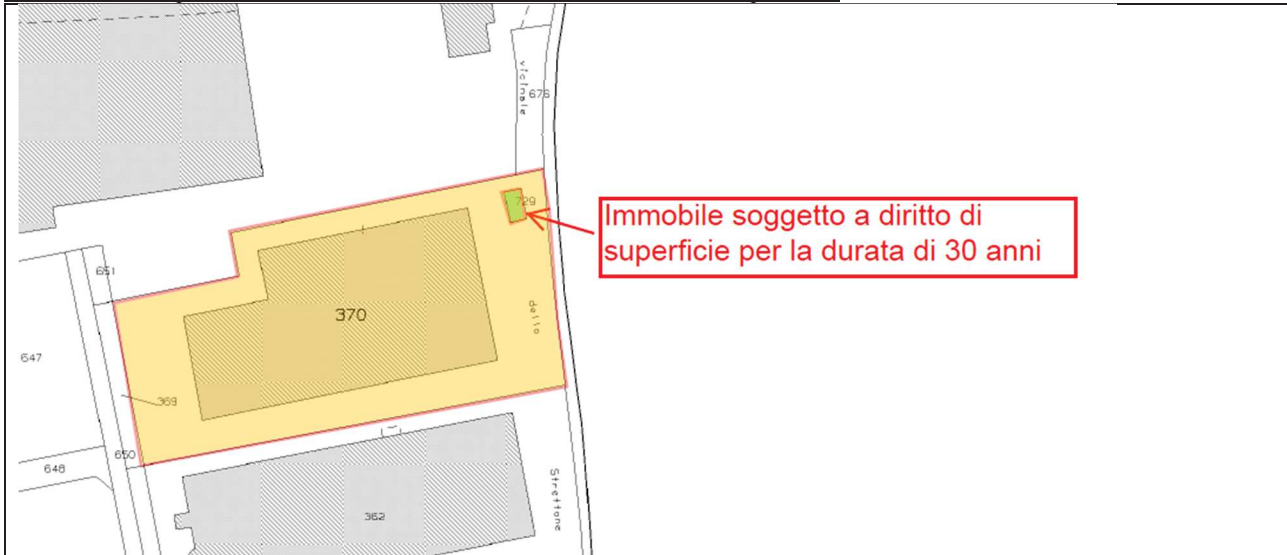 vicinale
676
729
Immobile soggetto a diritto di
superficie per la durata di 30 anni
651
370
dello
647
369
650
648
362
Strettone